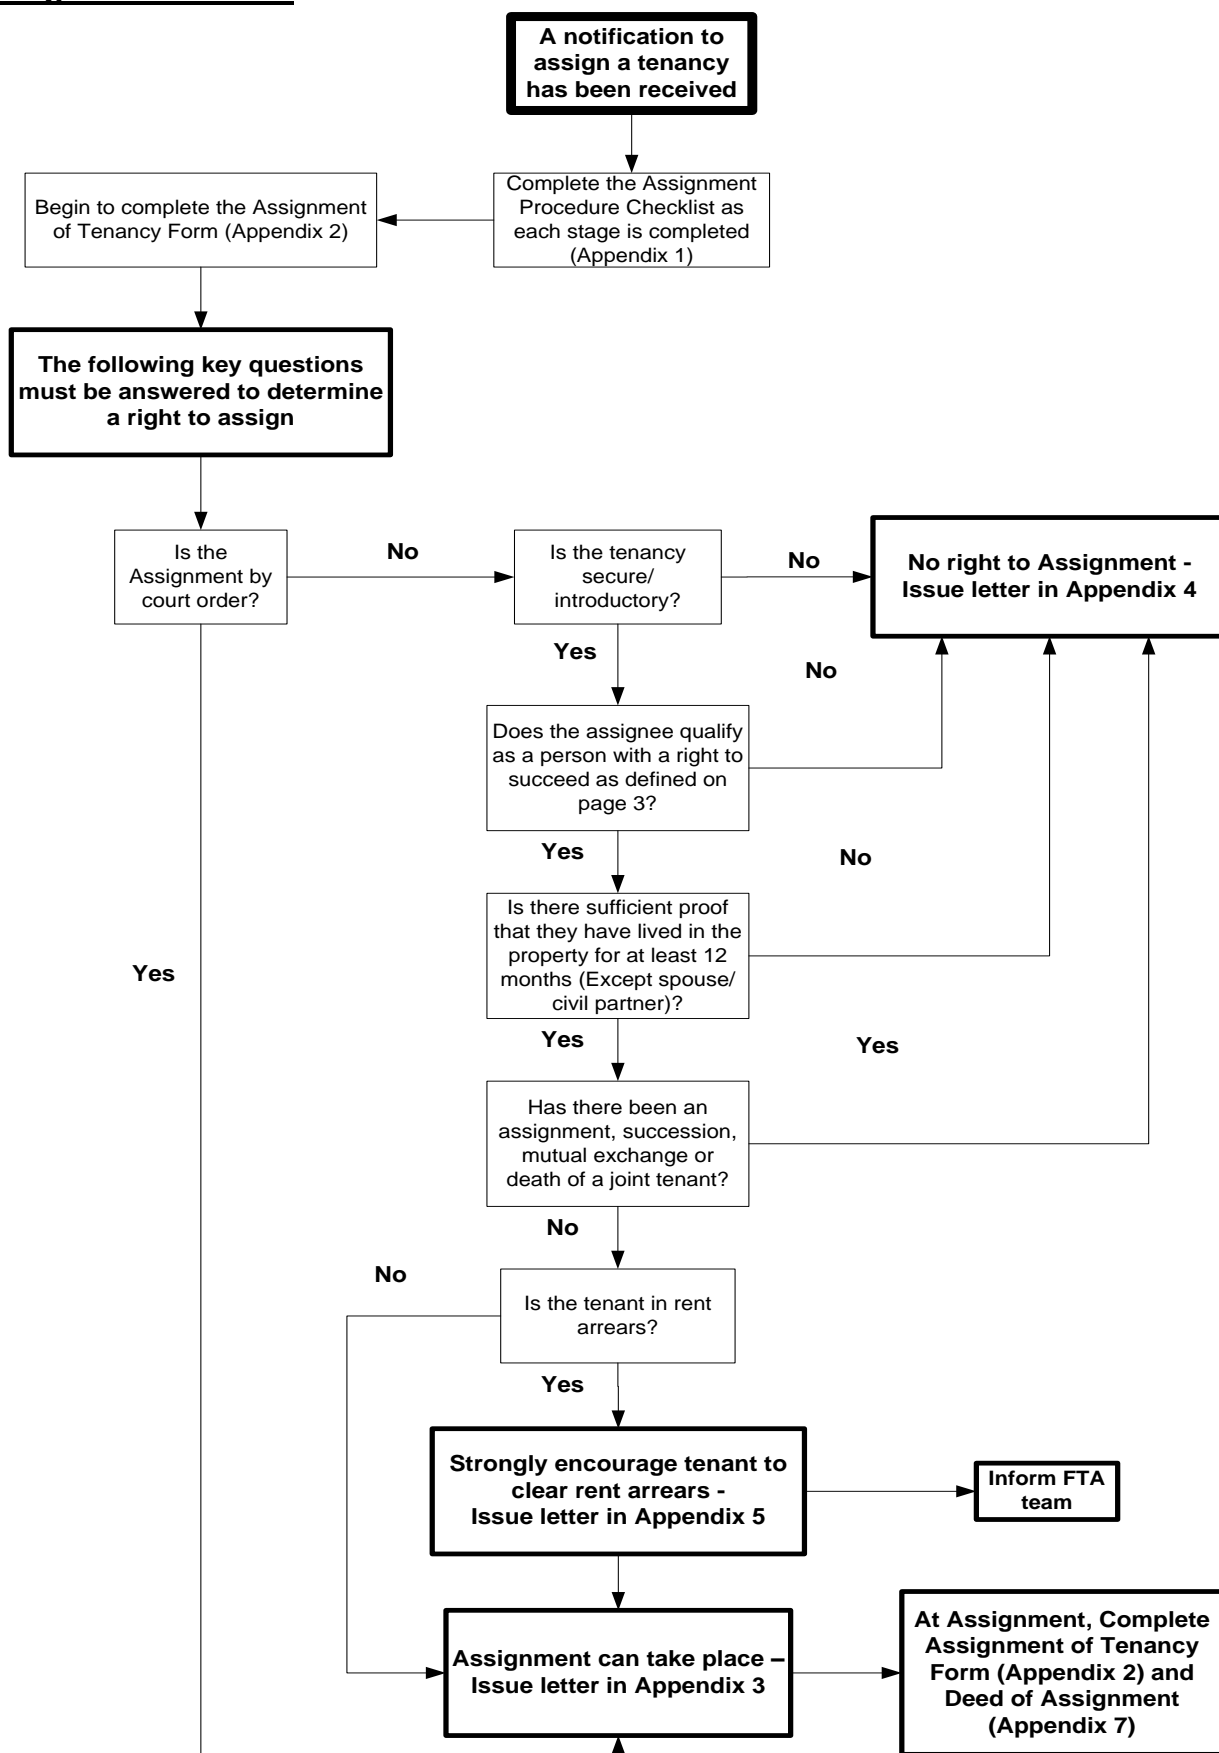 A notification to
assign a tenancy
has been received
Complete the Assignment
Procedure Checklist as
each stage is completed
(Appendix 1)
Begin to complete the Assignment
of Tenancy Form (Appendix 2)
The following key questions
must be answered to determine
a right to assign
Is the
Assignment by
court order?
No
Is the tenancy
secure/
introductory?
No
No right to Assignment -
Issue letter in Appendix 4
Yes
No
Does the assignee qualify
as a person with a right to
succeed as defined on
page 3?
Yes
No
Is there sufficient proof
that they have lived in the
property for at least 12
months (Except spouse/
civil partner)?
Yes
Yes
Yes
Has there been an
assignment, succession,
mutual exchange or
death of a joint tenant?
No
No
Is the tenant in rent
arrears?
Yes
Strongly encourage tenant to
clear rent arrears -
Issue letter in Appendix 5
Inform FTA
team
Assignment can take place –
Issue letter in Appendix 3
At Assignment, Complete
Assignment of Tenancy
Form (Appendix 2) and
Deed of Assignment
(Appendix 7)